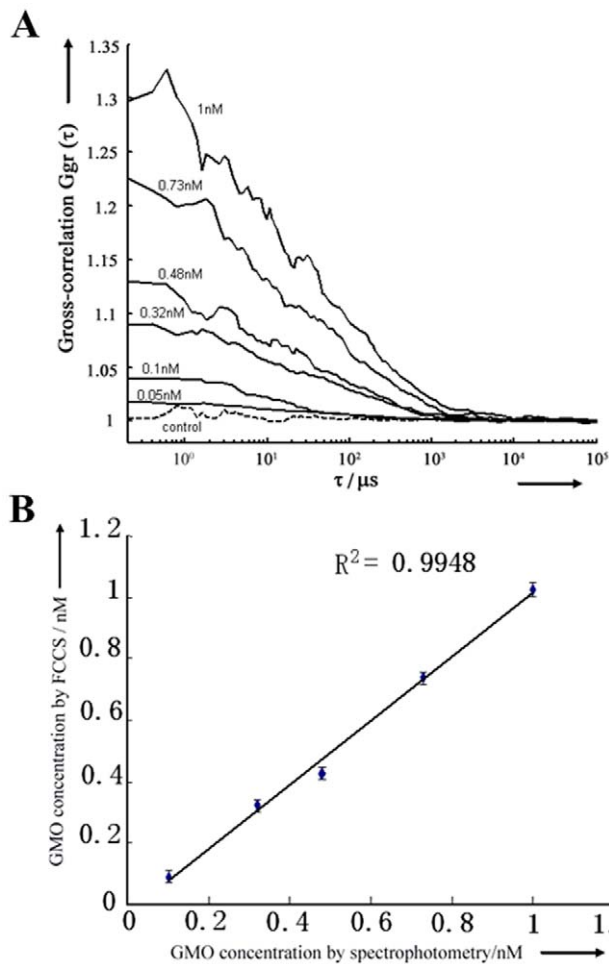 A
Gross-correlation Ggr (τ)
1.35
1.3
1.25
1.2
1.15
1.1
1.05
1
1nM
0.73nM
0.48nM
0.32nM
0.1nM
0.05nM
control
10⁰ 10¹ 10² 10³ 10⁴ 10⁵
τ / μs
B
GMO concentration by FCCS / nM
1.2
1
0.8
0.6
0.4
0.2
0
R² = 0.9948
0 0.2 0.4 0.6 0.8 1
GMO concentration by spectrophotometry/nM